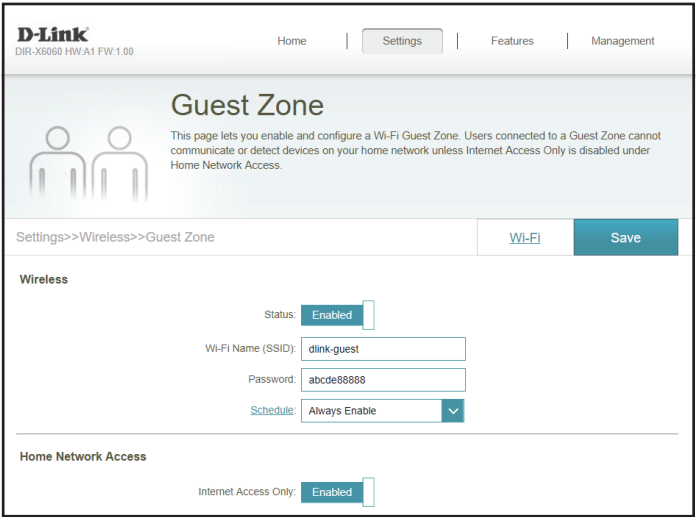 D-Link
DIR-X6060 HW:A1 FW:1.00
Home
Settings
Features
Management
Guest Zone
This page lets you enable and configure a Wi-Fi Guest Zone. Users connected to a Guest Zone cannot
communicate or detect devices on your home network unless Internet Access Only is disabled under
Home Network Access.
Settings>>Wireless>>Guest Zone
Wi-Fi
Save
Wireless
Status: Enabled
Wi-Fi Name (SSID): dlink-guest
Password: abcde88888
Schedule: Always Enable
Home Network Access
Internet Access Only: Enabled